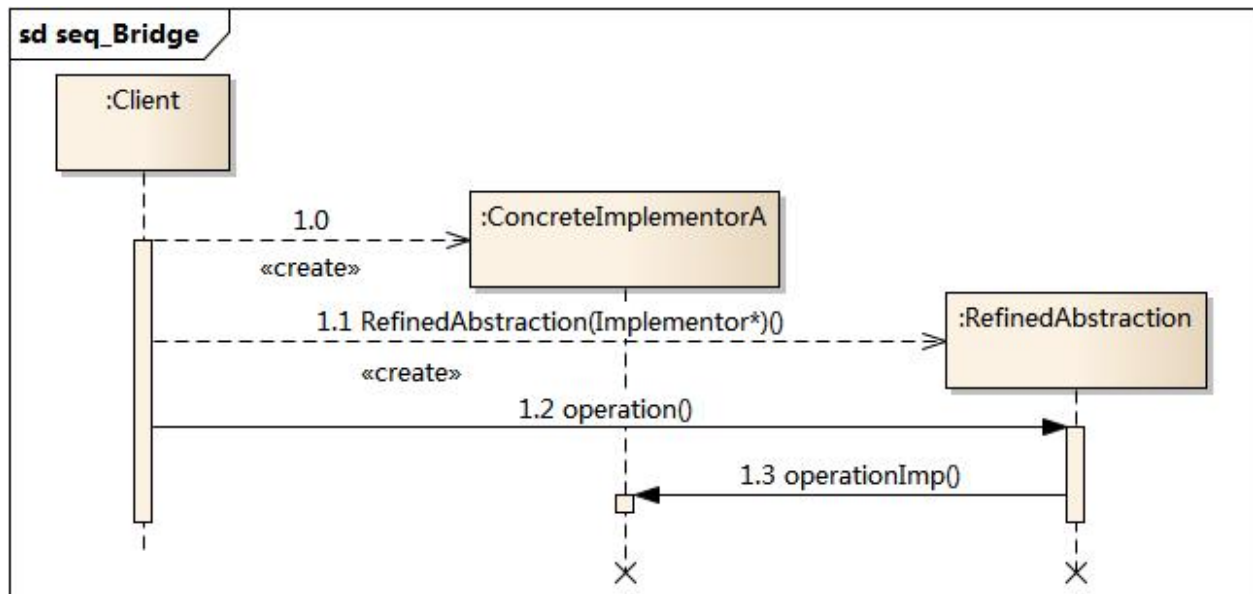 sd seq_Bridge
:Client
:ConcreteImplementorA
1.0
«create»
:RefinedAbstraction
1.1 RefinedAbstraction(Implementor*)()
«create»
1.2 operation()
1.3 operationImp()